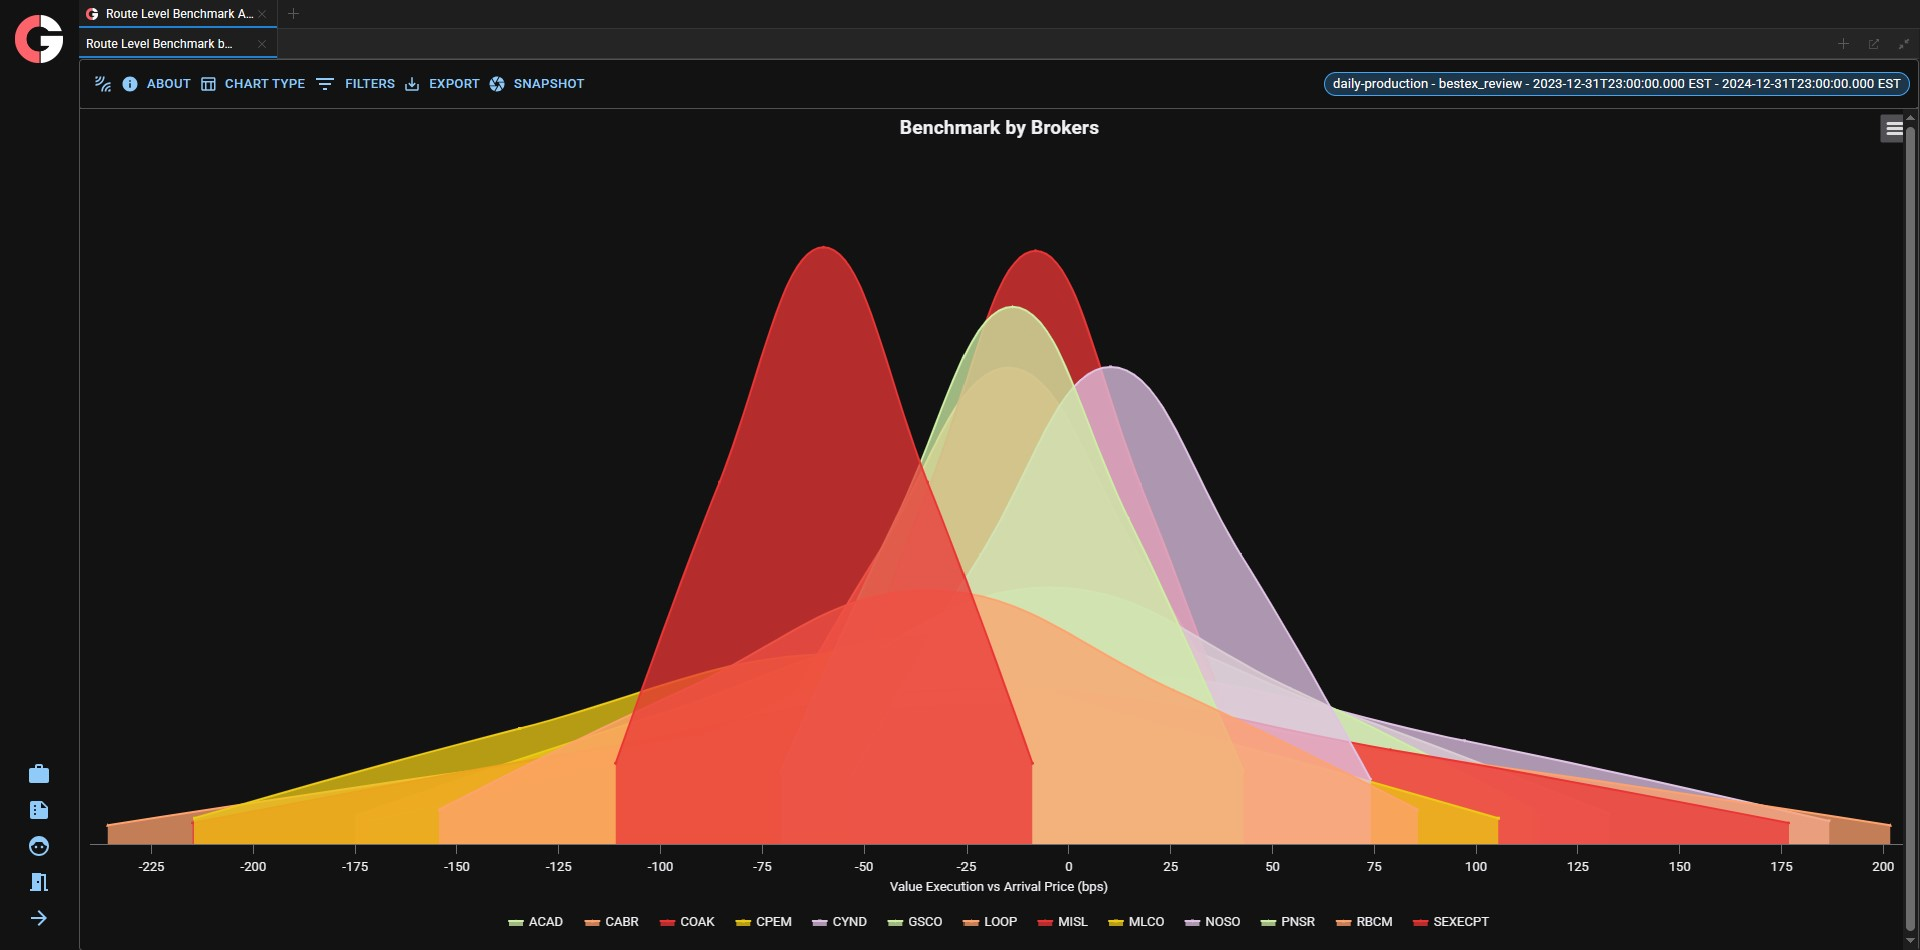 Route Level Benchmark A...
Route Level Benchmark b...
ABOUT CHART TYPE FILTERS EXPORT SNAPSHOT
daily-production - bestex_review - 2023-12-31T23:00:00.000 EST - 2024-12-31T23:00:00.000 EST
Benchmark by Brokers
-225 -200 -175 -150 -125 -100 -75 -50 -25 0 25 50 75 100 125 150 175 200
Value Execution vs Arrival Price (bps)
ACAD CABR COAK CPEM CYND GSCO LOOP MISL MLCO NOSO PNSR RBCM SEXECPT